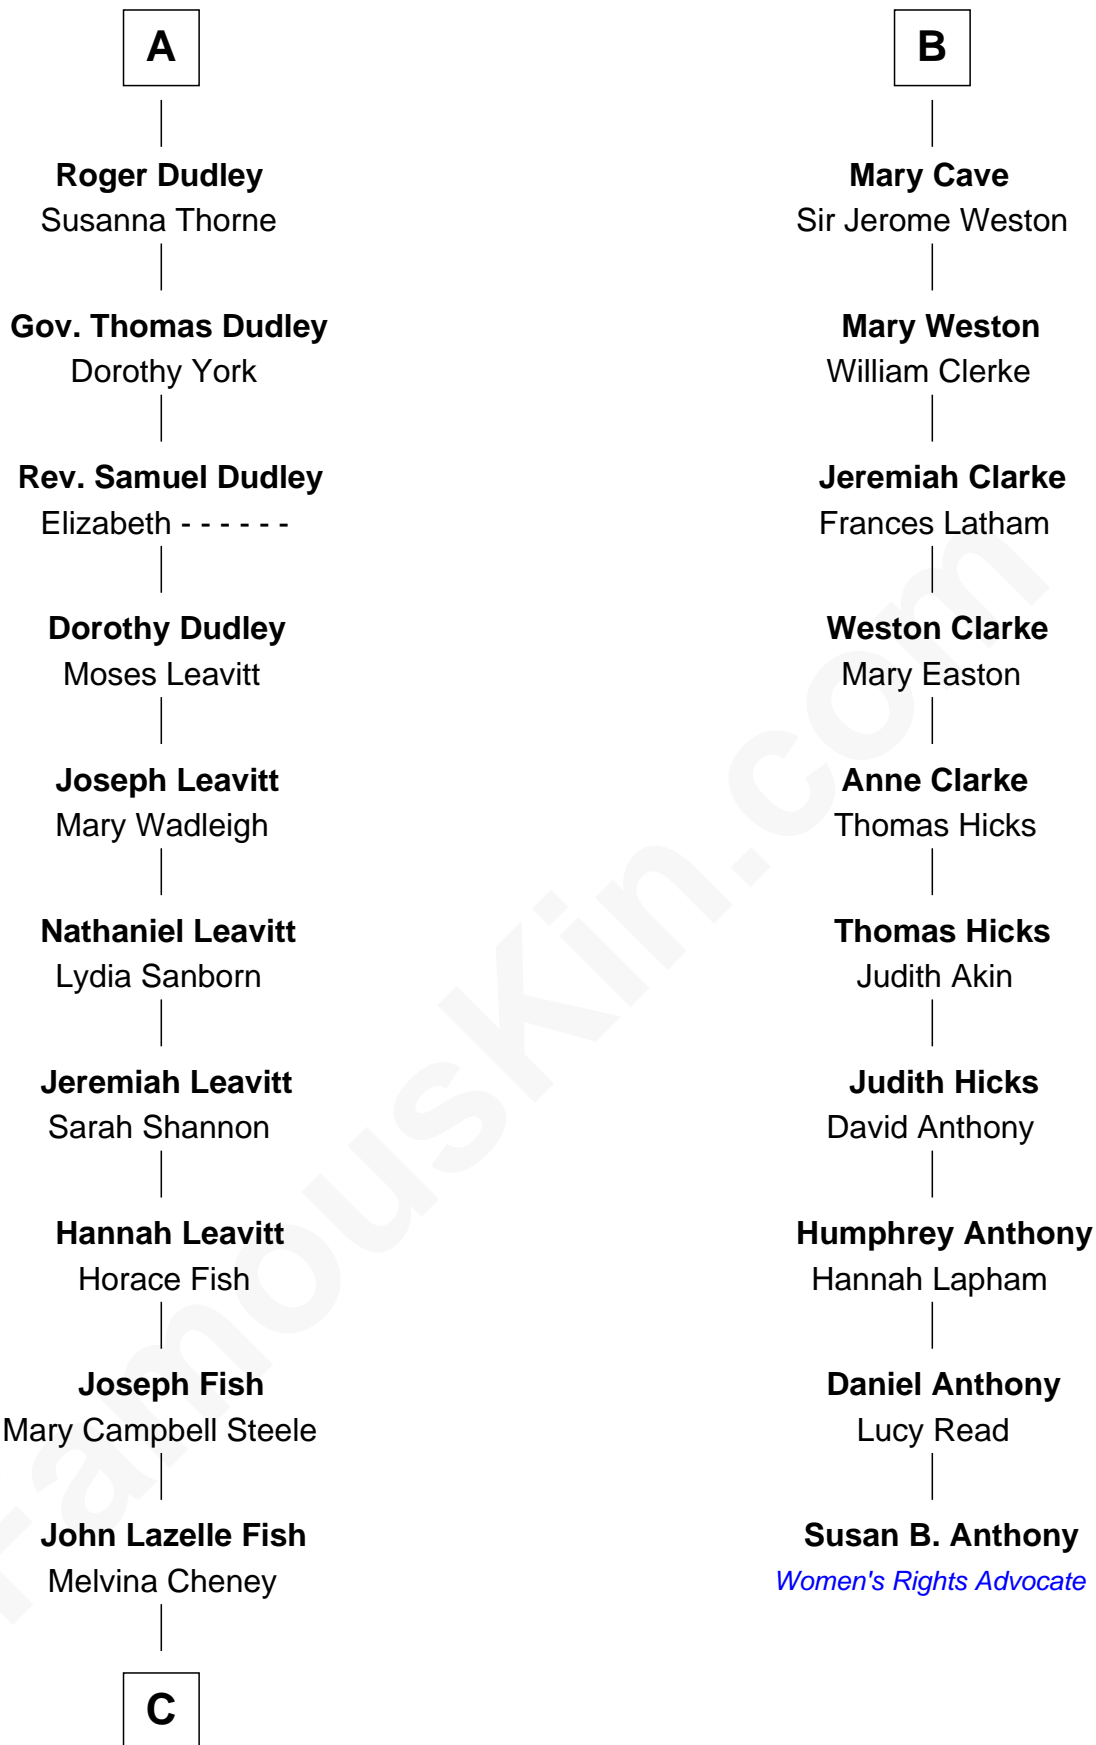 A
Roger Dudley
Susanna Thorne
Gov. Thomas Dudley
Dorothy York
Rev. Samuel Dudley
Elizabeth - - - - - -
Dorothy Dudley
Moses Leavitt
Joseph Leavitt
Mary Wadleigh
Nathaniel Leavitt
Lydia Sanborn
Jeremiah Leavitt
Sarah Shannon
Hannah Leavitt
Horace Fish
Joseph Fish
Mary Campbell Steele
John Lazelle Fish
Melvina Cheney
C
B
Mary Cave
Sir Jerome Weston
Mary Weston
William Clerke
Jeremiah Clarke
Frances Latham
Weston Clarke
Mary Easton
Anne Clarke
Thomas Hicks
Thomas Hicks
Judith Akin
Judith Hicks
David Anthony
Humphrey Anthony
Hannah Lapham
Daniel Anthony
Lucy Read
Susan B. Anthony
Women's Rights Advocate
FamousKin.com